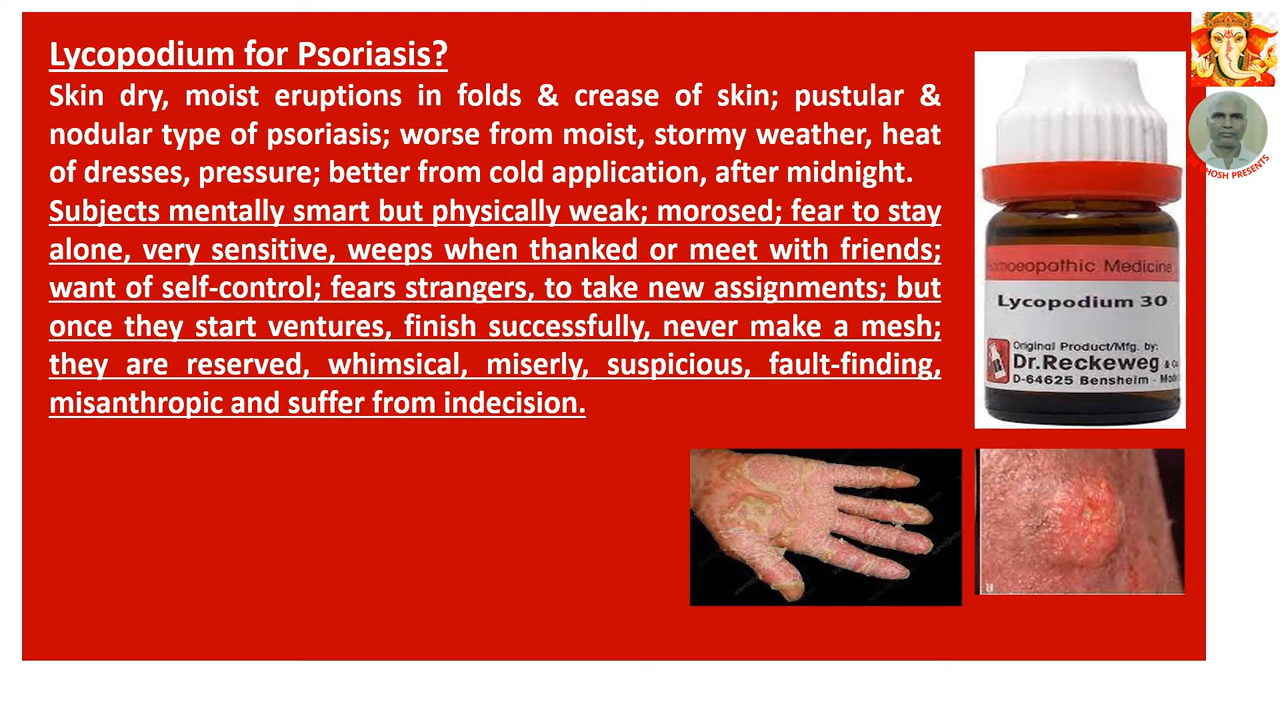 Lycopodium for Psoriasis?
Skin dry, moist eruptions in folds & crease of skin; pustular &
nodular type of psoriasis; worse from moist, stormy weather, heat
of dresses, pressure; better from cold application, after midnight.
Subjects mentally smart but physically weak; morosed; fear to stay
alone, very sensitive, weeps when thanked or meet with friends;
want of self-control; fears strangers, to take new assignments; but
once they start ventures, finish successfully, never make a mesh;
they are reserved, whimsical, miserly, suspicious, fault-finding,
misanthropic and suffer from indecision.
Medicine
Lycopodium 30
Original Product/Mfg. by:
Dr.Reckeweg &
D-64625 Bensheim -
PRESENTS